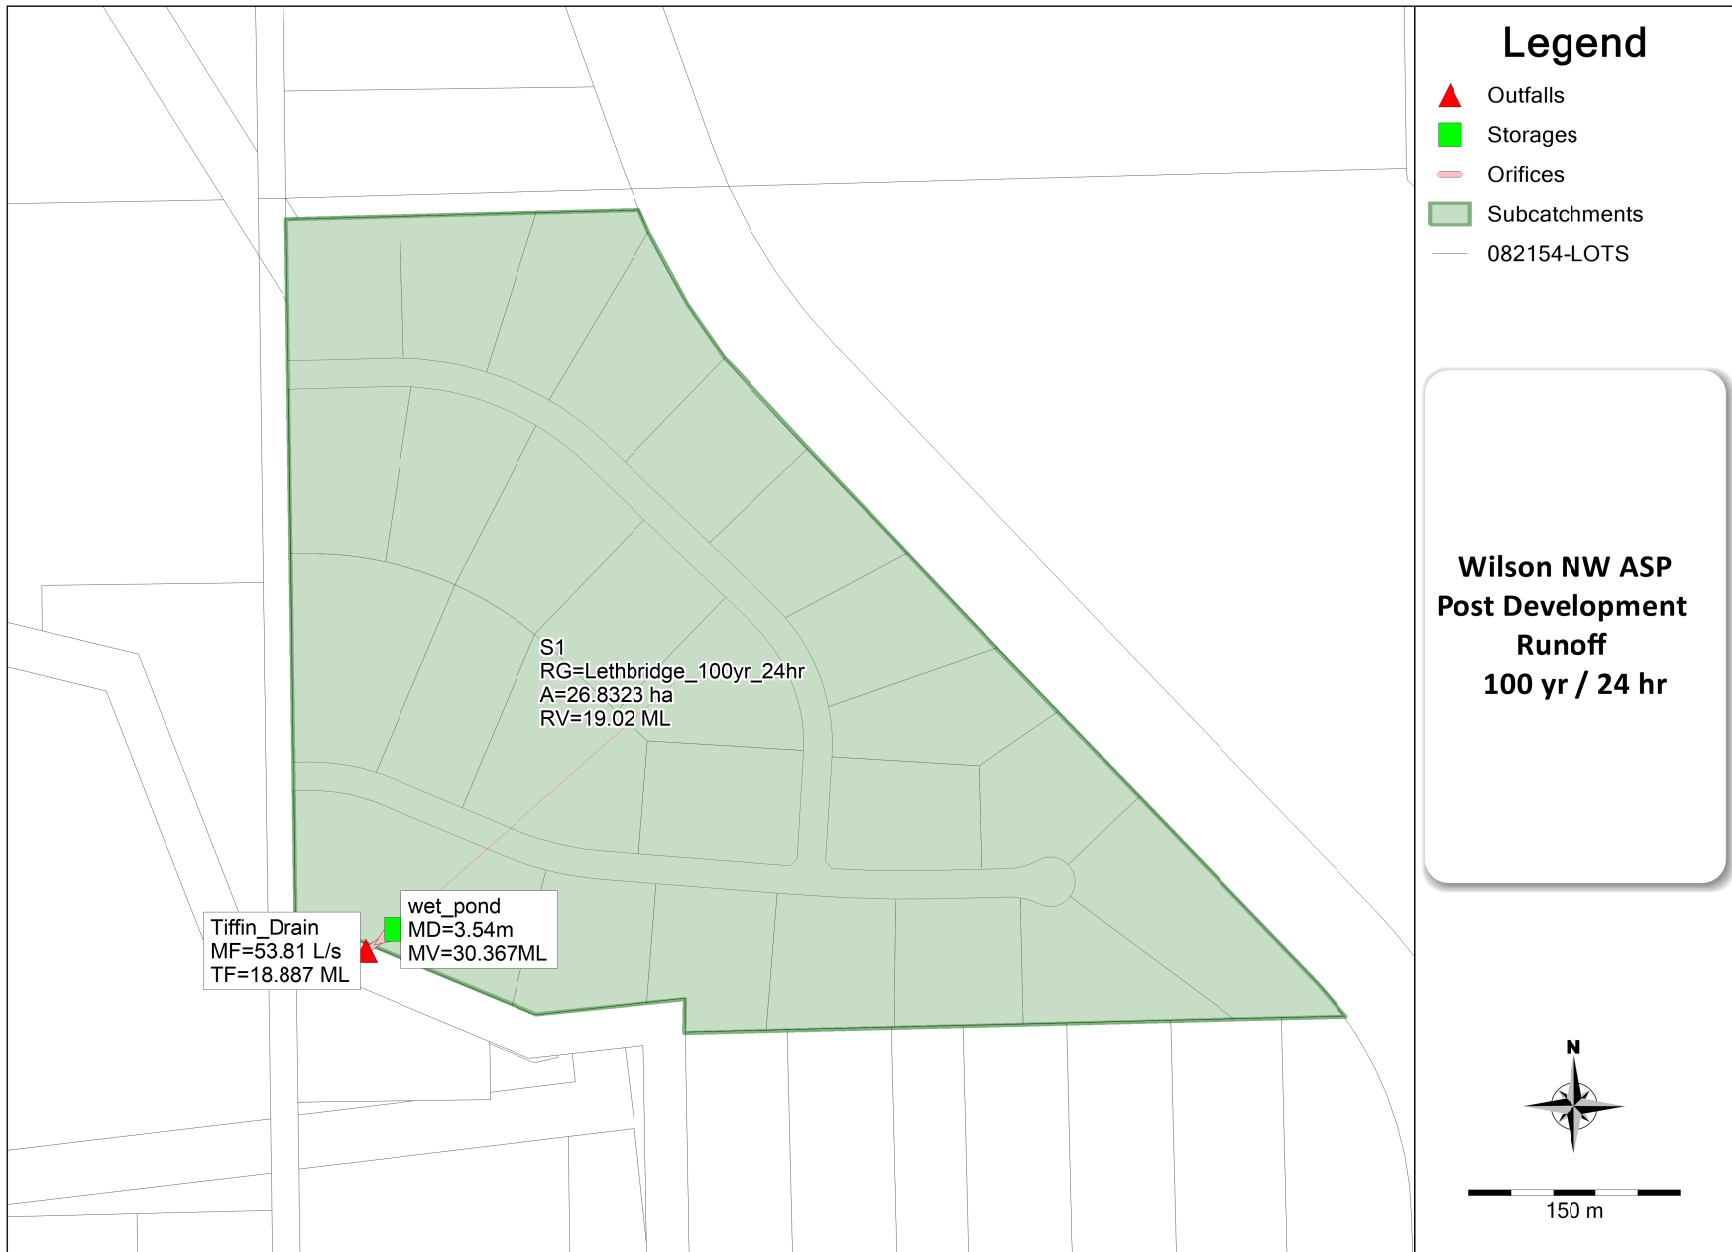 Legend
Outfalls
Storages
Orifices
Subcatchments
082154-LOTS
Wilson NW ASP
Post Development
Runoff
100 yr / 24 hr
S1
RG=Lethbridge_100yr_24hr
A=26.8323 ha
RV=19.02 ML
wet_pond
MD=3.54m
MV=30.367ML
Tiffin_Drain
MF=53.81 L/s
TF=18.887 ML
N
150 m